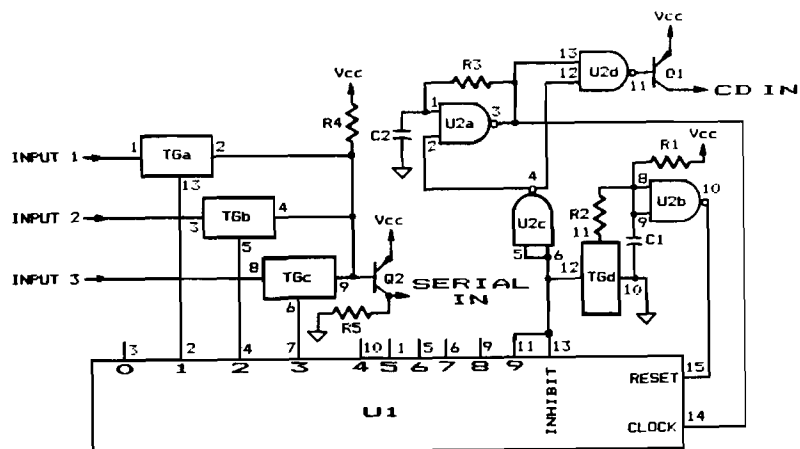 Vcc
Vcc
R3
13
12
U2d
11
Q1
CD IN
1
U2a
3
C2
2
Vcc
R4
R1
Vcc
INPUT 1
1
TGa
2
13
4
U2c
5
6
R2
11
8
9
U2b
10
C1
INPUT 2
3
TGb
4
5
Vcc
INPUT 3
8
TGc
9
6
Q2
SERIAL
IN
R5
12
TGd
10
3
2
4
7
10
1
5
6
9
11
13
0
1
2
3
4
5
6
7
8
9
INHIBIT
RESET
15
U1
CLOCK
14